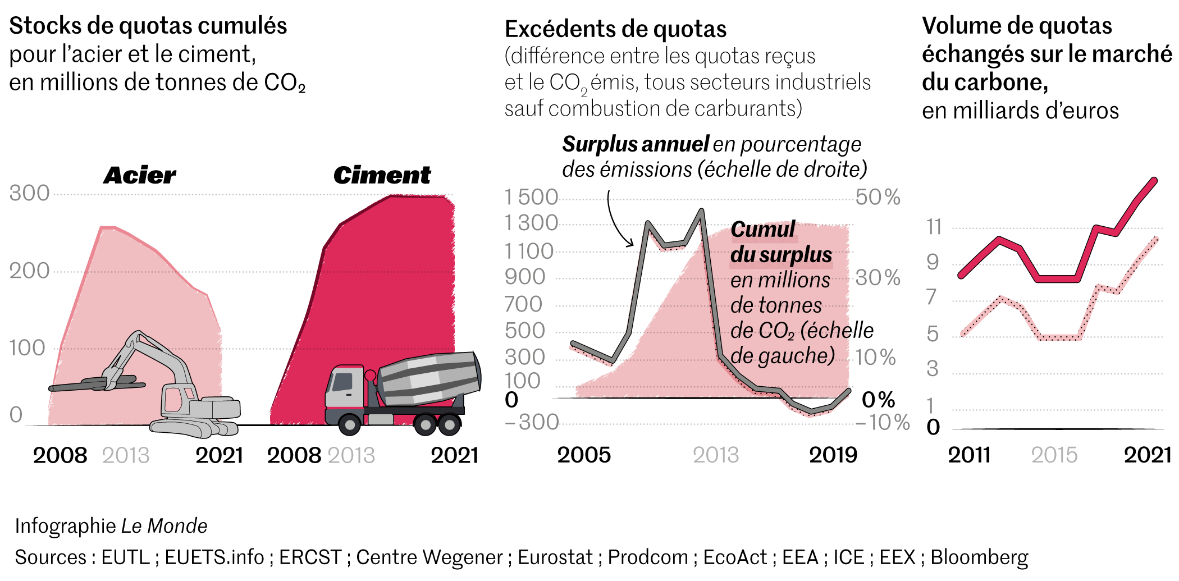 Stocks de quotas cumulés
pour l’acier et le ciment,
en millions de tonnes de CO₂
Acier
Ciment
300
200
100
0
2008
2013
2021
2008
2013
2021
Excédents de quotas
(différence entre les quotas reçus
et le CO₂ émis, tous secteurs industriels
sauf combustion de carburants)
Surplus annuel en pourcentage
des émissions (échelle de droite)
1 500
1 300
1 100
900
700
500
300
100
0
–300
50 %
30 %
10 %
0 %
–10 %
Cumul
du surplus
en millions
de tonnes
de CO₂ (échelle
de gauche)
2005
2013
2019
Volume de quotas
échangés sur le marché
du carbone,
en milliards d’euros
11
9
7
5
3
1
0
2011
2015
2021
Infographie Le Monde
Sources : EUTL ; EUETS.info ; ERCST ; Centre Wegener ; Eurostat ; Prodcom ; EcoAct ; EEA ; ICE ; EEX ; Bloomberg